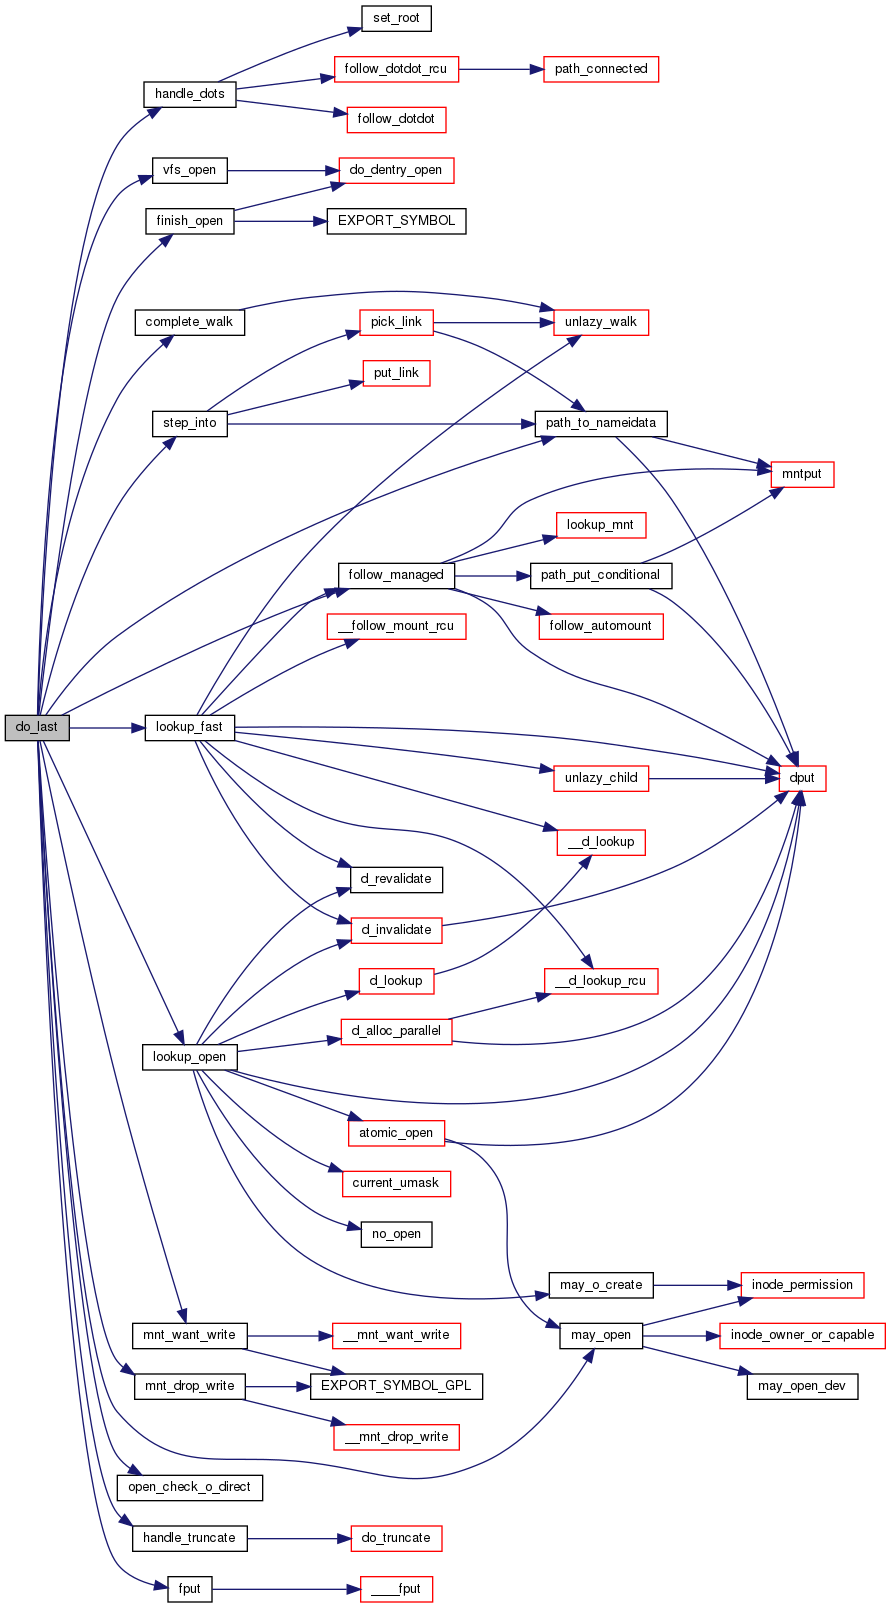 set_root
follow_dotdot_rcu
path_connected
handle_dots
follow_dotdot
vfs_open
do_dentry_open
finish_open
EXPORT_SYMBOL
complete_walk
pick_link
unlazy_walk
put_link
step_into
path_to_nameidata
mntput
lookup_mnt
follow_managed
path_put_conditional
__follow_mount_rcu
follow_automount
do_last
lookup_fast
unlazy_child
dput
__d_lookup
d_revalidate
d_invalidate
d_lookup
__d_lookup_rcu
d_alloc_parallel
lookup_open
atomic_open
current_umask
no_open
may_o_create
inode_permission
mnt_want_write
__mnt_want_write
may_open
inode_owner_or_capable
mnt_drop_write
EXPORT_SYMBOL_GPL
may_open_dev
__mnt_drop_write
open_check_o_direct
handle_truncate
do_truncate
fput
____fput